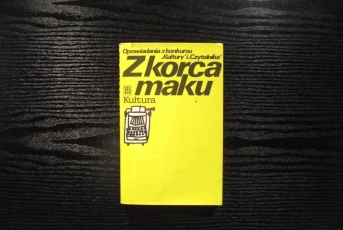 Opowiadania z konkursu
„Kultury” i „Czytelnika”
Z korca
maku
Kultura